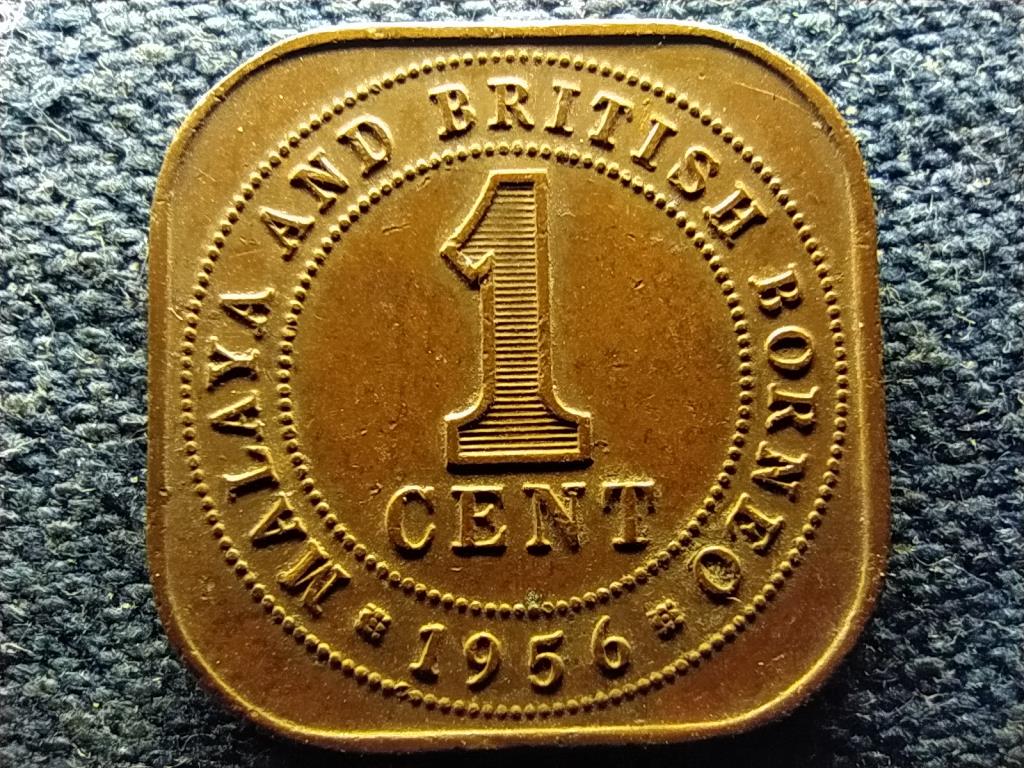 MALAYA AND BRITISH BORNEO
1
CENT
1956